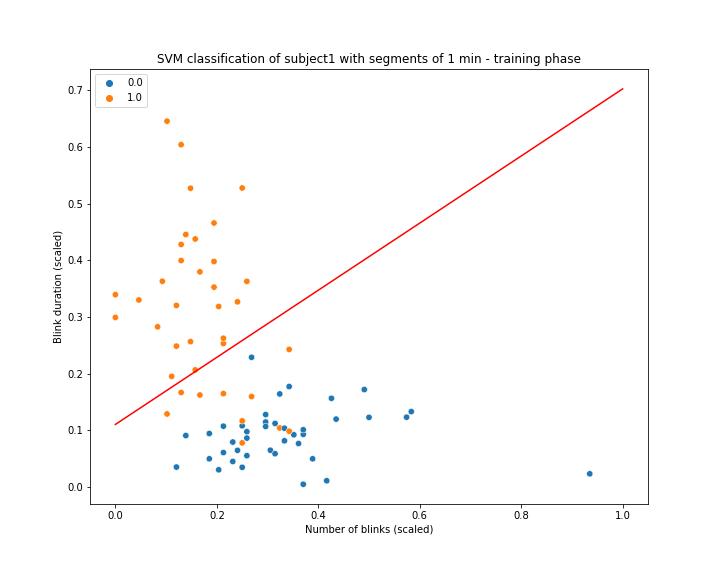 SVM classification of subject1 with segments of 1 min - training phase
0.0
1.0
0.7
0.6
0.5
0.4
0.3
0.2
0.1
0.0
Blink duration (scaled)
0.0 0.2 0.4 0.6 0.8 1.0
Number of blinks (scaled)